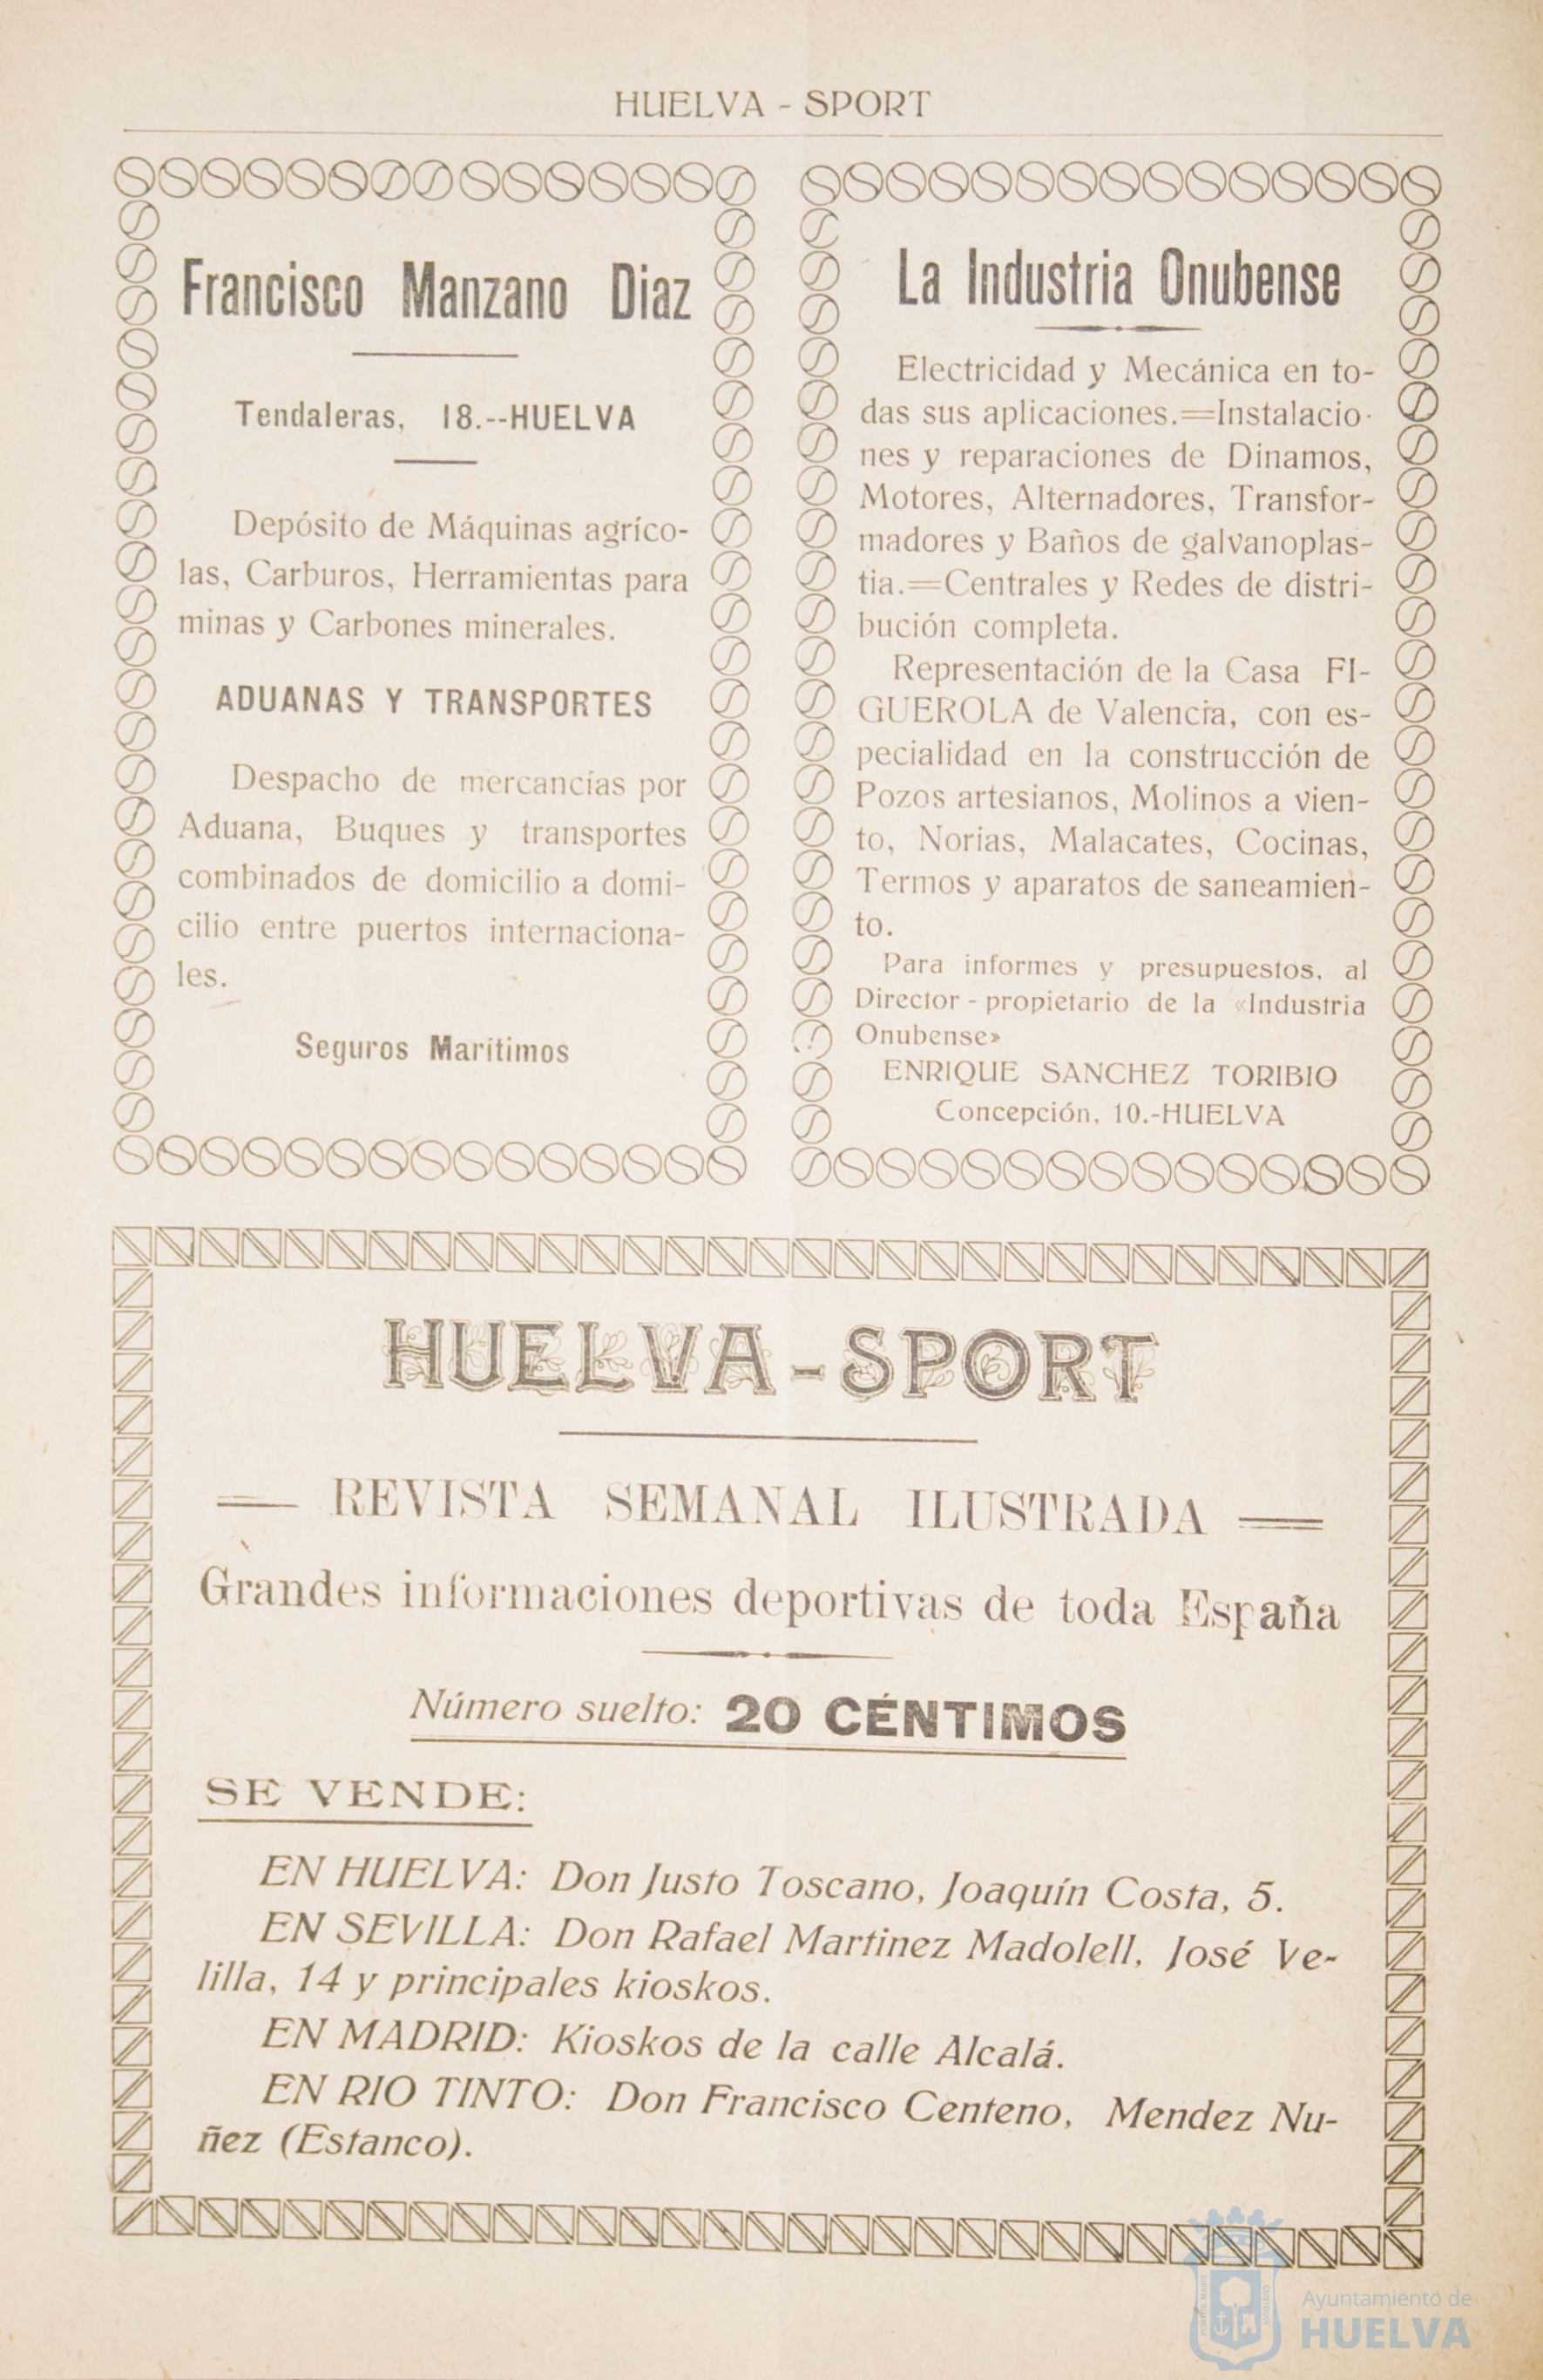 HUELVA - SPORT
Francisco Manzano Diaz
Tendaleras, 18.--HUELVA
Depósito de Máquinas agríco-
las, Carburos, Herramientas para
minas y Carbones minerales.
ADUANAS Y TRANSPORTES
Despacho de mercancías por
Aduana, Buques y transportes
combinados de domicilio a domi-
cilio entre puertos internaciona-
les.
Seguros Marítimos
La Industria Onubense
Electricidad y Mecánica en to-
das sus aplicaciones.=Instalacio-
nes y reparaciones de Dinamos,
Motores, Alternadores, Transfor-
madores y Baños de galvanoplas-
tia.=Centrales y Redes de distri-
bución completa.
Representación de la Casa FI-
GUEROLA de Valencia, con es-
pecialidad en la construcción de
Pozos artesianos, Molinos a vien-
to, Norias, Malacates, Cocinas,
Termos y aparatos de saneamien-
to.
Para informes y presupuestos, al
Director - propietario de la «Industria
Onubense»
ENRIQUE SANCHEZ TORIBIO
Concepción, 10.-HUELVA
HUELVA-SPORT
REVISTA SEMANAL ILUSTRADA
Grandes informaciones deportivas de toda España
Número suelto: 20 CÉNTIMOS
SE VENDE:
EN HUELVA: Don Justo Toscano, Joaquín Costa, 5.
EN SEVILLA: Don Rafael Martinez Madolell, José Ve-
lilla, 14 y principales kioskos.
EN MADRID: Kioskos de la calle Alcalá.
EN RIO TINTO: Don Francisco Centeno, Mendez Nu-
ñez (Estanco).
Ayuntamiento de
HUELVA